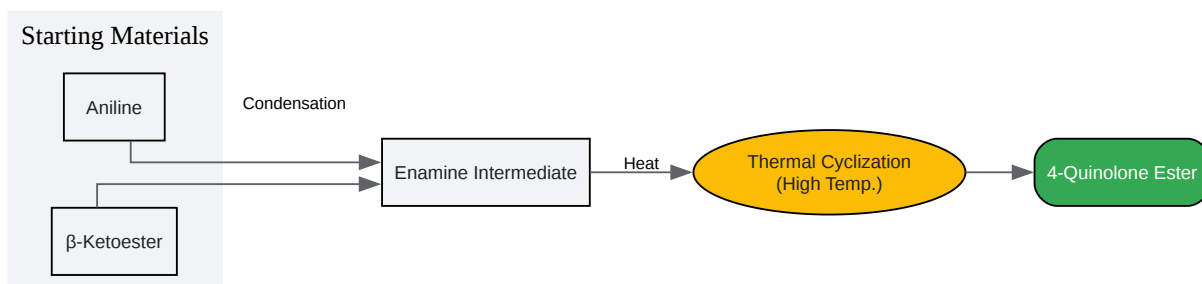 Starting Materials
Aniline
β-Ketoester
Condensation
Enamine Intermediate
Heat
Thermal Cyclization
(High Temp.)
4-Quinolone Ester